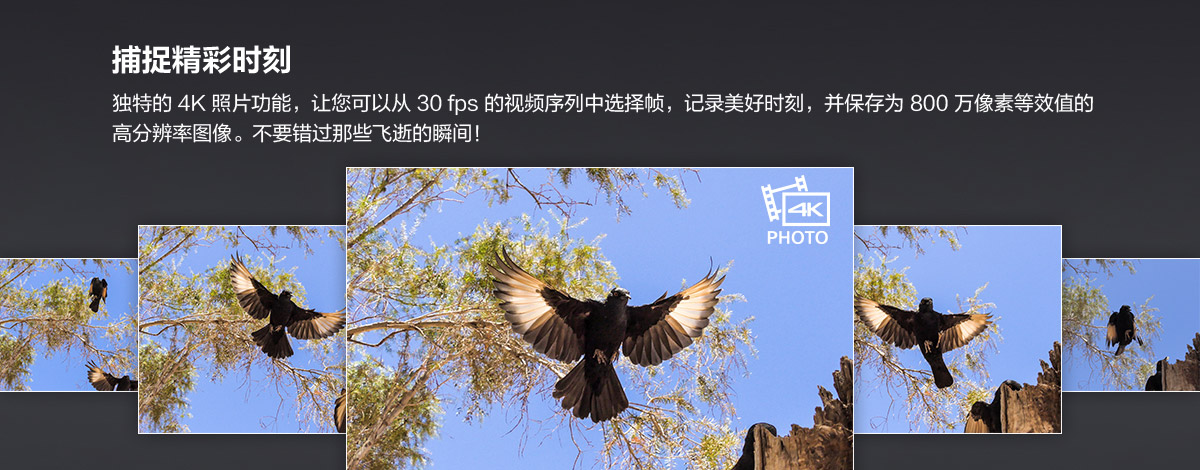 捕捉精彩时刻
独特的 4K 照片功能，让您可以从 30 fps 的视频序列中选择帧，记录美好时刻，并保存为 800 万像素等效值的
高分辨率图像。不要错过那些飞逝的瞬间！
4K
PHOTO